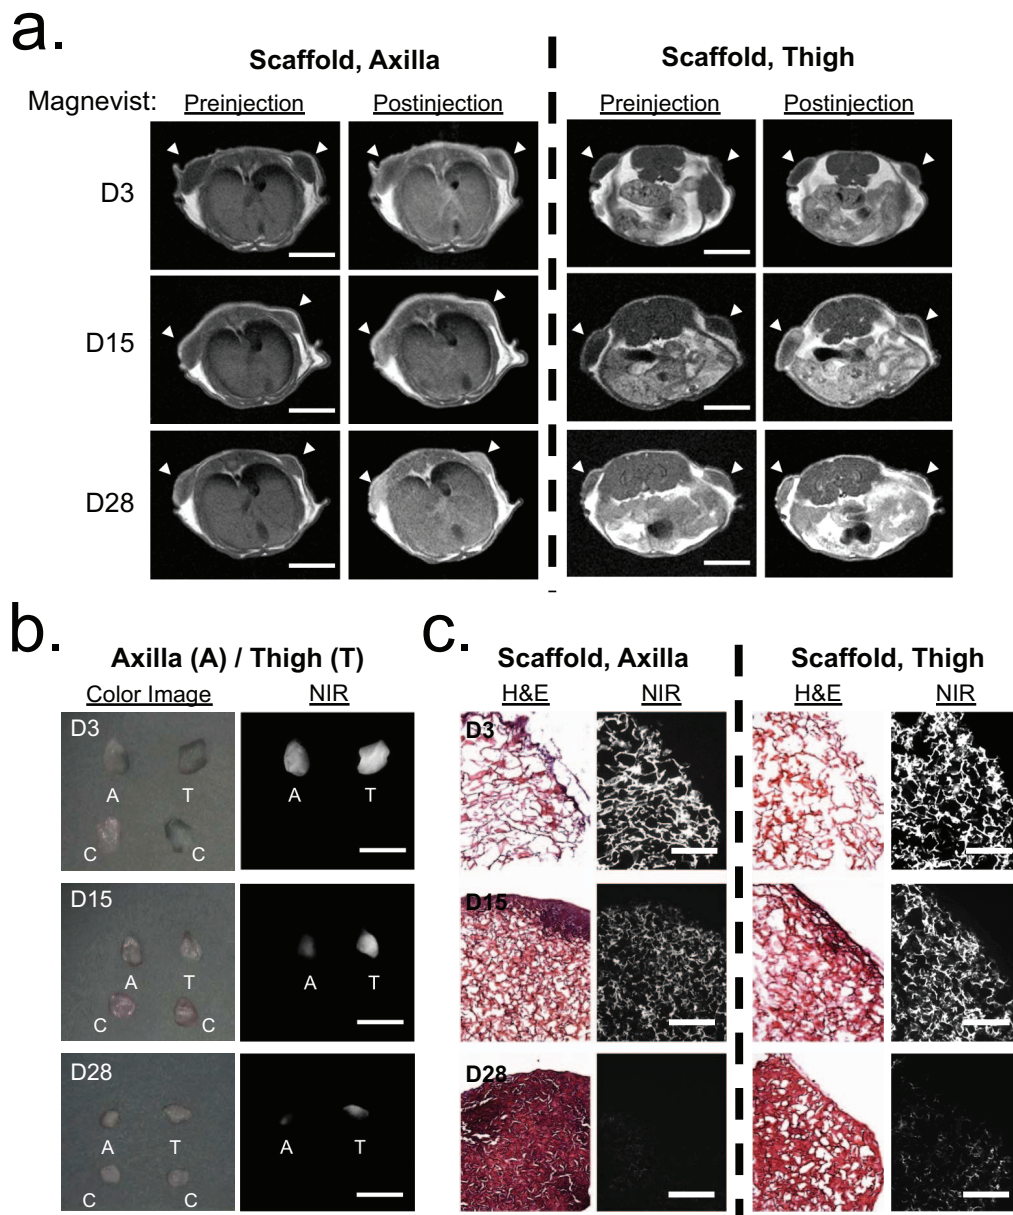 a.
Scaffold, Axilla
Scaffold, Thigh
Magnevist:
Preinjection
Postinjection
Preinjection
Postinjection
D3
D15
D28
b.
Axilla (A) / Thigh (T)
Color Image
NIR
D3
A
T
C
C
A
T
D15
A
T
C
C
A
T
D28
A
T
C
C
A
T
c.
Scaffold, Axilla
Scaffold, Thigh
H&E
NIR
H&E
NIR
D3
D15
D28